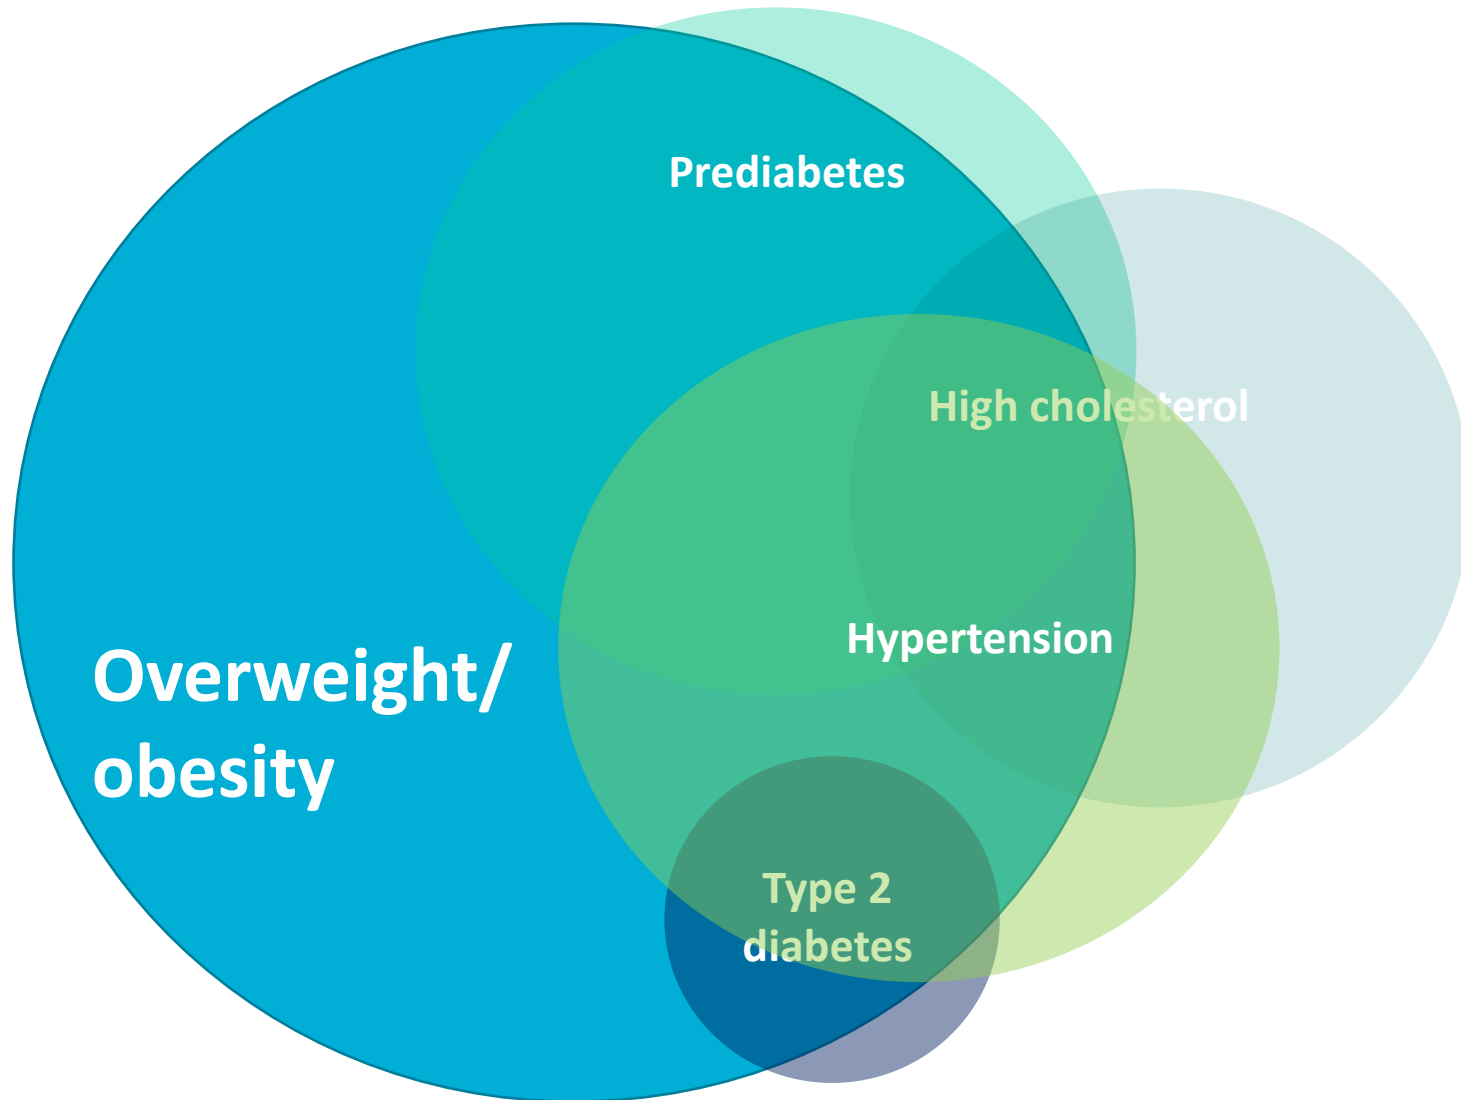 Prediabetes
High cholesterol
Hypertension
Overweight/
obesity
Type 2
diabetes